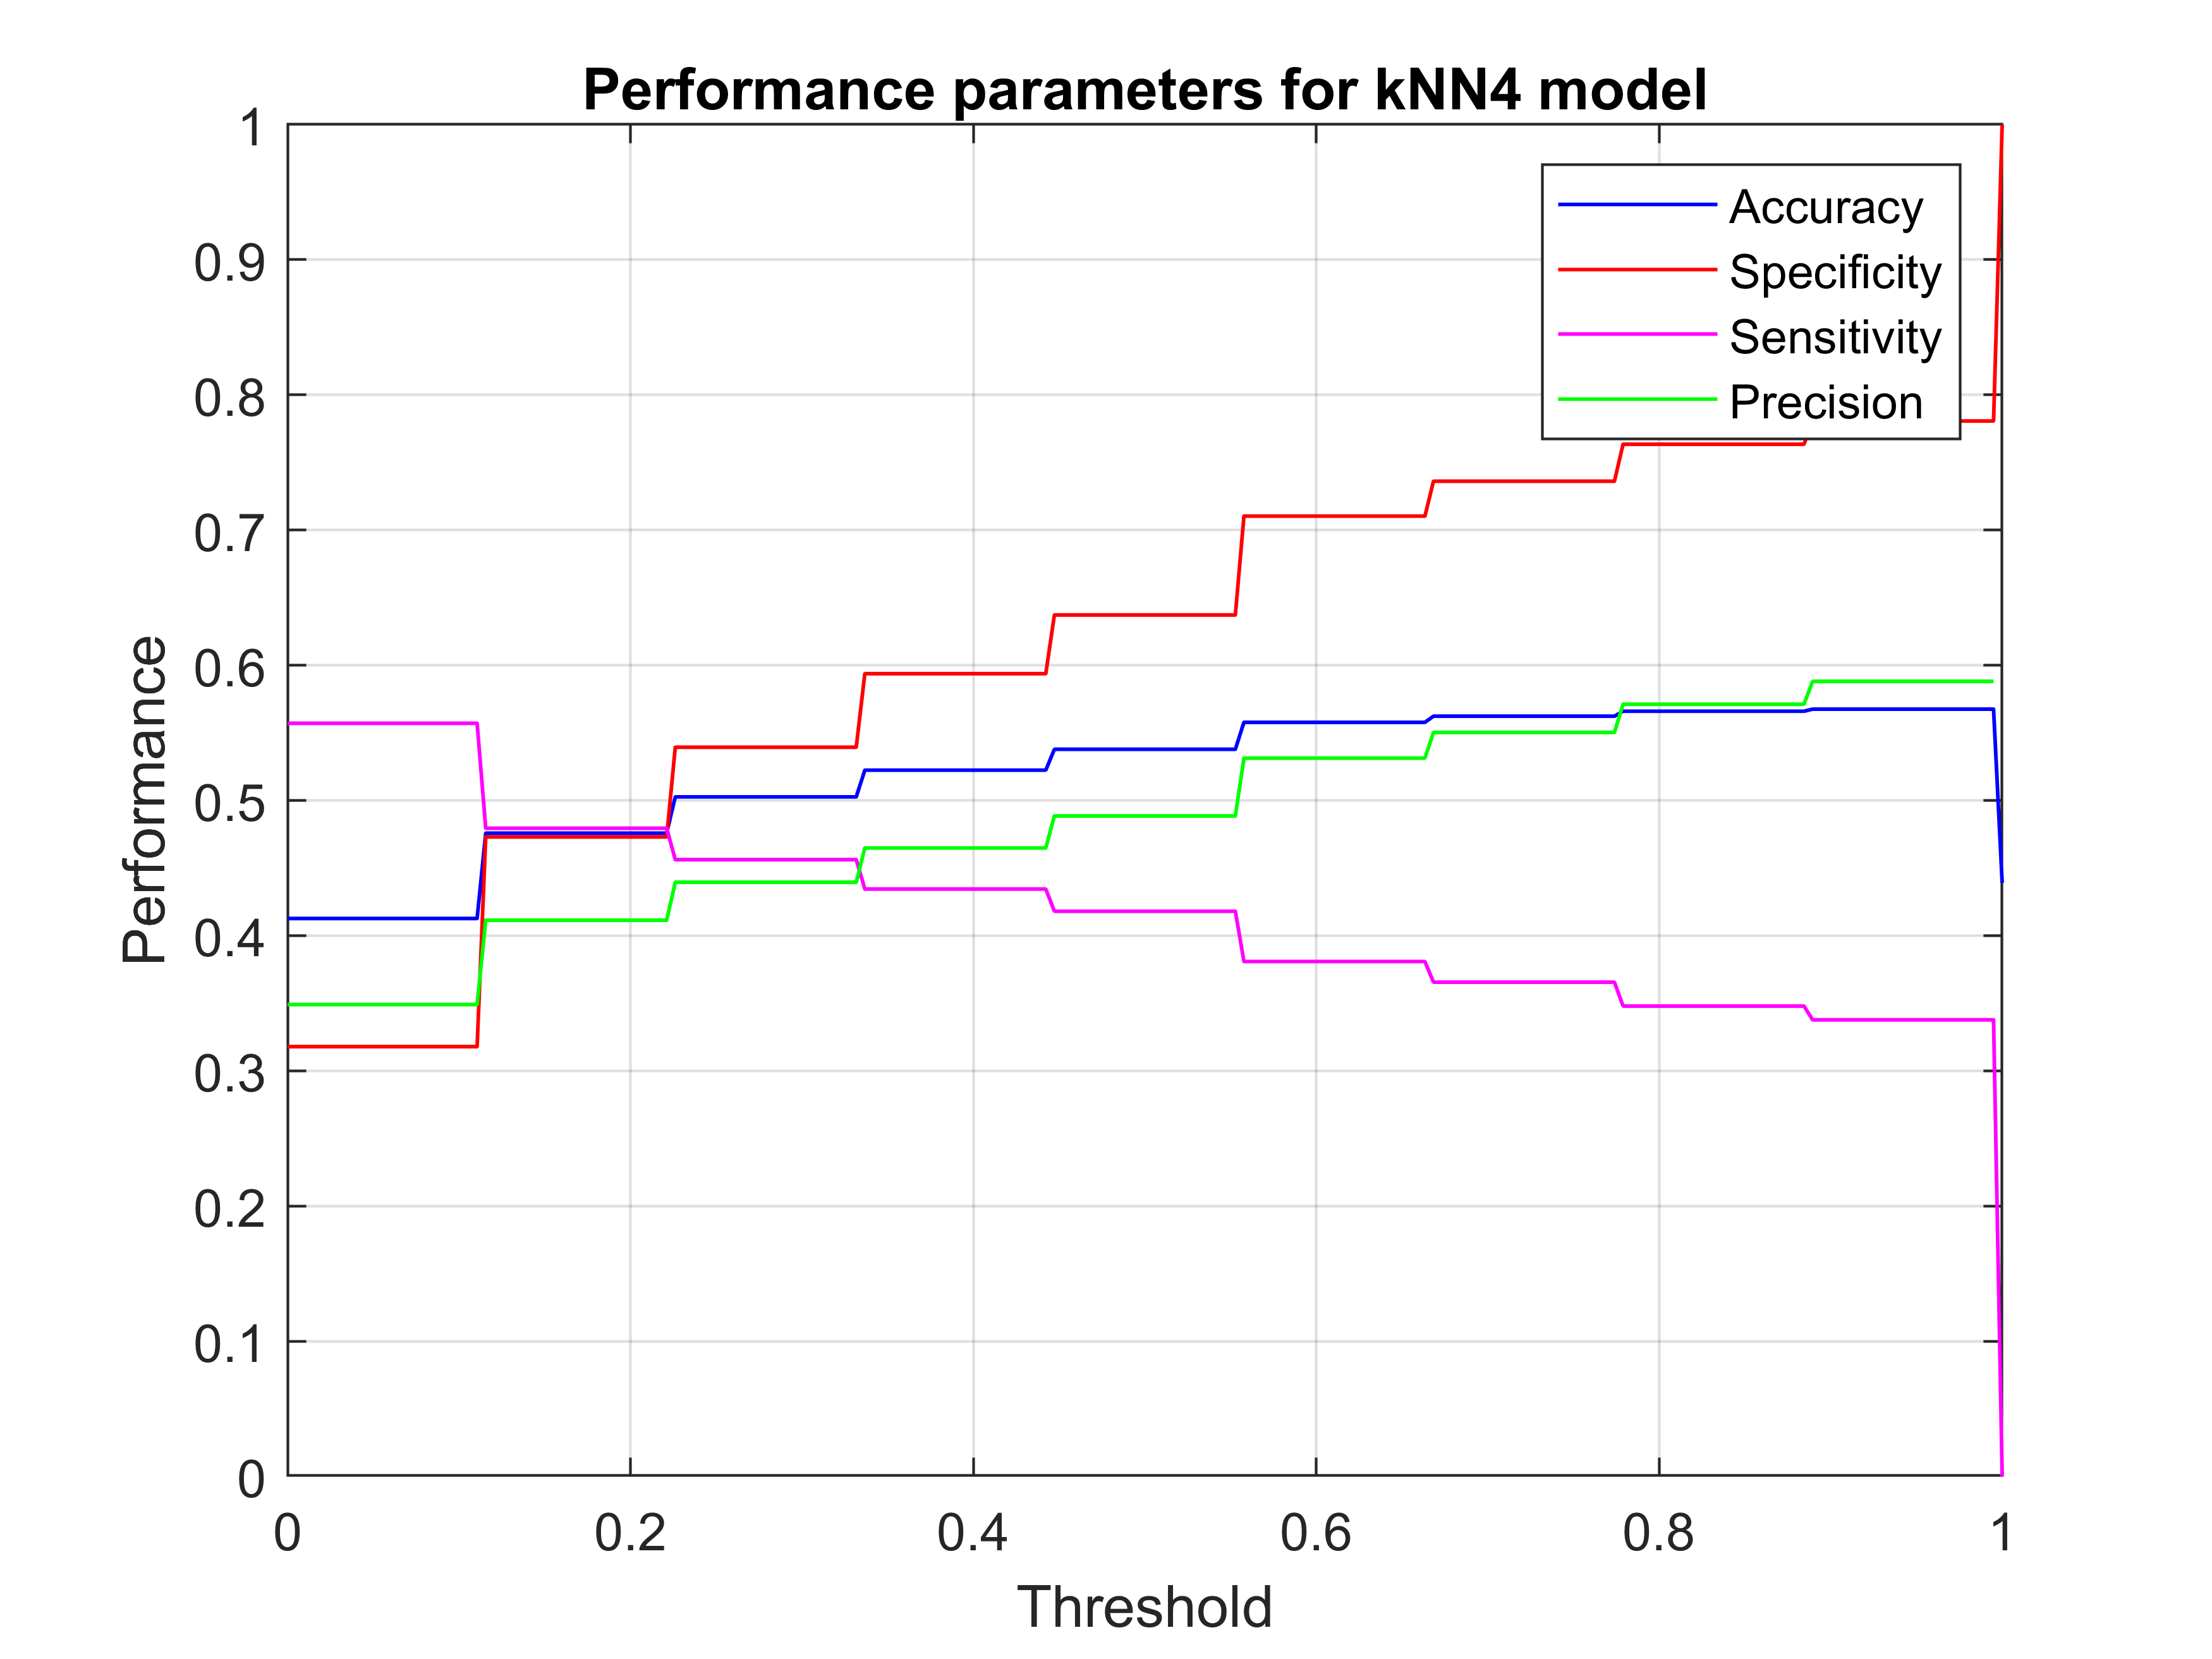 Performance parameters for kNN4 model
1
0.9
0.8
0.7
0.6
0.5
0.4
0.3
0.2
0.1
0
Performance
Accuracy
Specificity
Sensitivity
Precision
0 0.2 0.4 0.6 0.8 1
Threshold